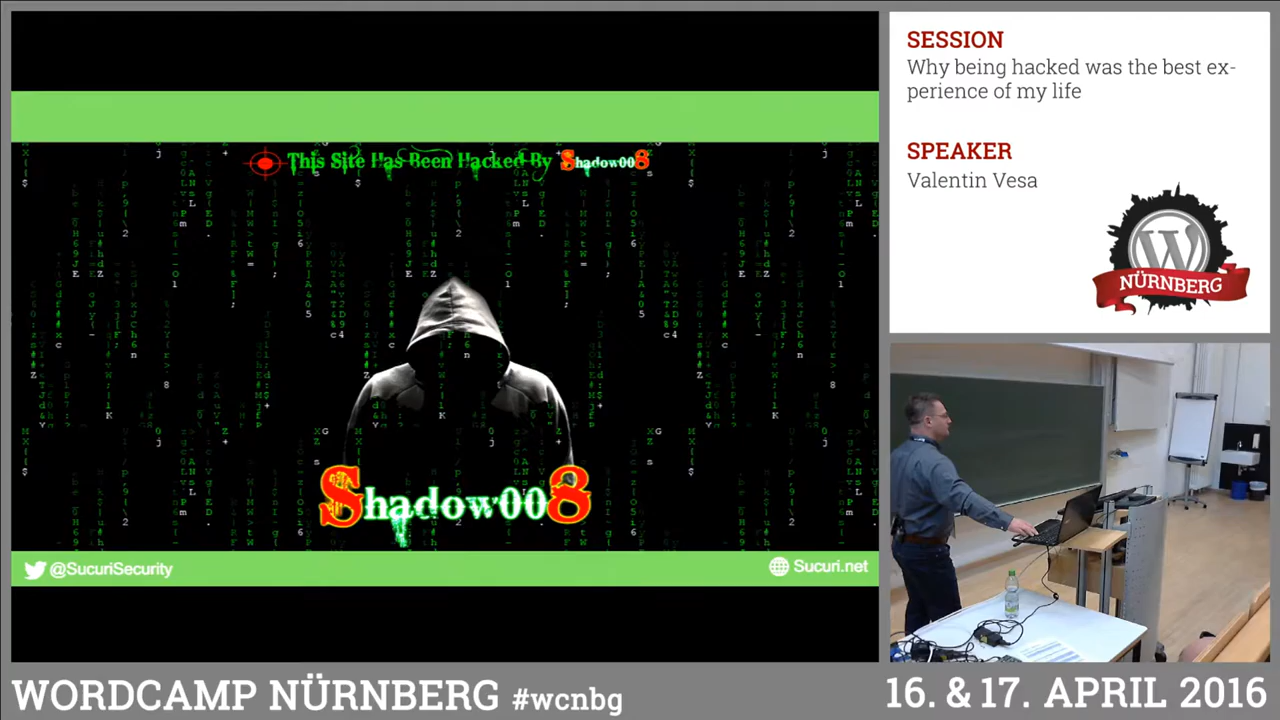 This Site Has Been Hacked By Shadow008
Shadow008
@SucuriSecurity
Sucuri.net
SESSION
Why being hacked was the best ex-
perience of my life
SPEAKER
Valentin Vesa
NÜRNBERG
WORDCAMP NÜRNBERG #wcnbg
16. & 17. APRIL 2016